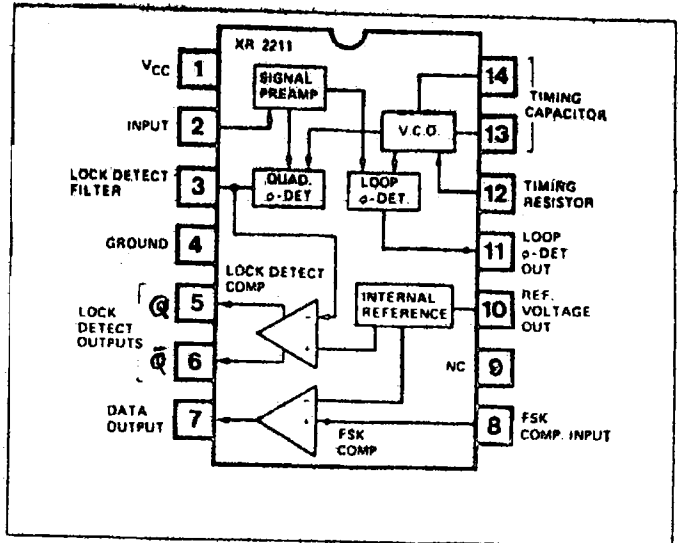 XR 2211
VCC
1
INPUT
2
LOCK DETECT
FILTER
3
GROUND
4
LOCK
DETECT
OUTPUTS
Q
5
Q̅
6
DATA
OUTPUT
7
SIGNAL
PREAMP
V.C.O.
QUAD.
φ-DET
LOOP
φ-DET.
LOCK DETECT
COMP
INTERNAL
REFERENCE
-
+
-
+
FSK
COMP
14
TIMING
CAPACITOR
13
12
TIMING
RESISTOR
11
LOOP
φ-DET
OUT
10
REF.
VOLTAGE
OUT
NC
9
8
FSK
COMP. INPUT